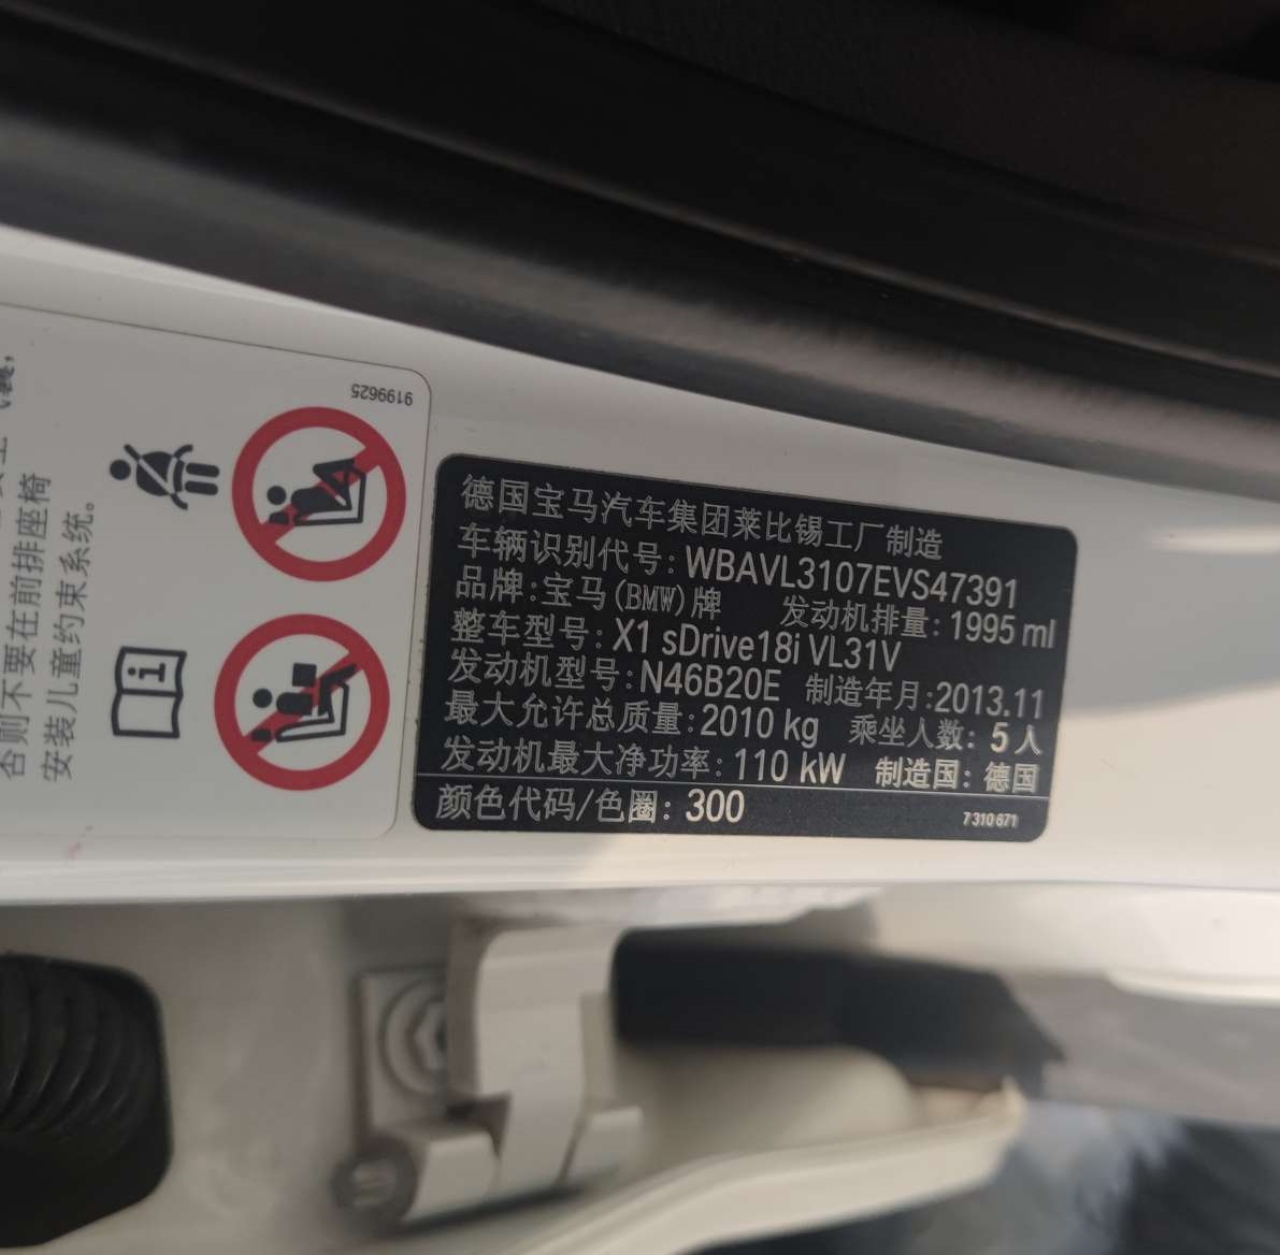 9199625
否则不要在前排座椅
安装儿童约束系统。
德国宝马汽车集团莱比锡工厂制造
车辆识别代号: WBAVL3107EVS47391
品牌:宝马(BMW)牌 发动机排量: 1995 ml
整车型号: X1 sDrive18i VL31V
发动机型号:N46B20E 制造年月:2013.11
最大允许总质量:2010 kg 乘坐人数: 5人
发动机最大净功率: 110 kW 制造国: 德国
颜色代码/色圈: 300
7 310 671